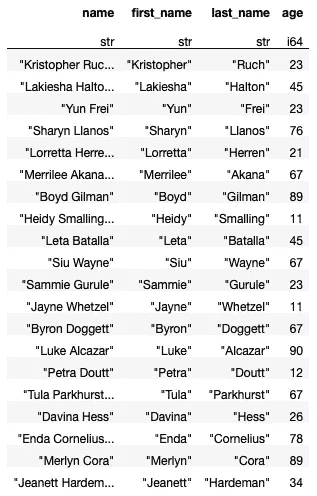 name first_name last_name age
str str str i64
"Kristopher Ruc... "Kristopher" "Ruch" 23
"Lakiesha Halto... "Lakiesha" "Halton" 45
"Yun Frei" "Yun" "Frei" 23
"Sharyn Llanos" "Sharyn" "Llanos" 76
"Lorretta Herre... "Lorretta" "Herren" 21
"Merrilee Akana... "Merrilee" "Akana" 67
"Boyd Gilman" "Boyd" "Gilman" 89
"Heidy Smalling... "Heidy" "Smalling" 11
"Leta Batalla" "Leta" "Batalla" 45
"Siu Wayne" "Siu" "Wayne" 67
"Sammie Gurule" "Sammie" "Gurule" 23
"Jayne Whetzel" "Jayne" "Whetzel" 11
"Byron Doggett" "Byron" "Doggett" 67
"Luke Alcazar" "Luke" "Alcazar" 90
"Petra Doutt" "Petra" "Doutt" 12
"Tula Parkhurst... "Tula" "Parkhurst" 67
"Davina Hess" "Davina" "Hess" 26
"Enda Cornelius... "Enda" "Cornelius" 78
"Merlyn Cora" "Merlyn" "Cora" 89
"Jeanett Hardem... "Jeanett" "Hardeman" 34